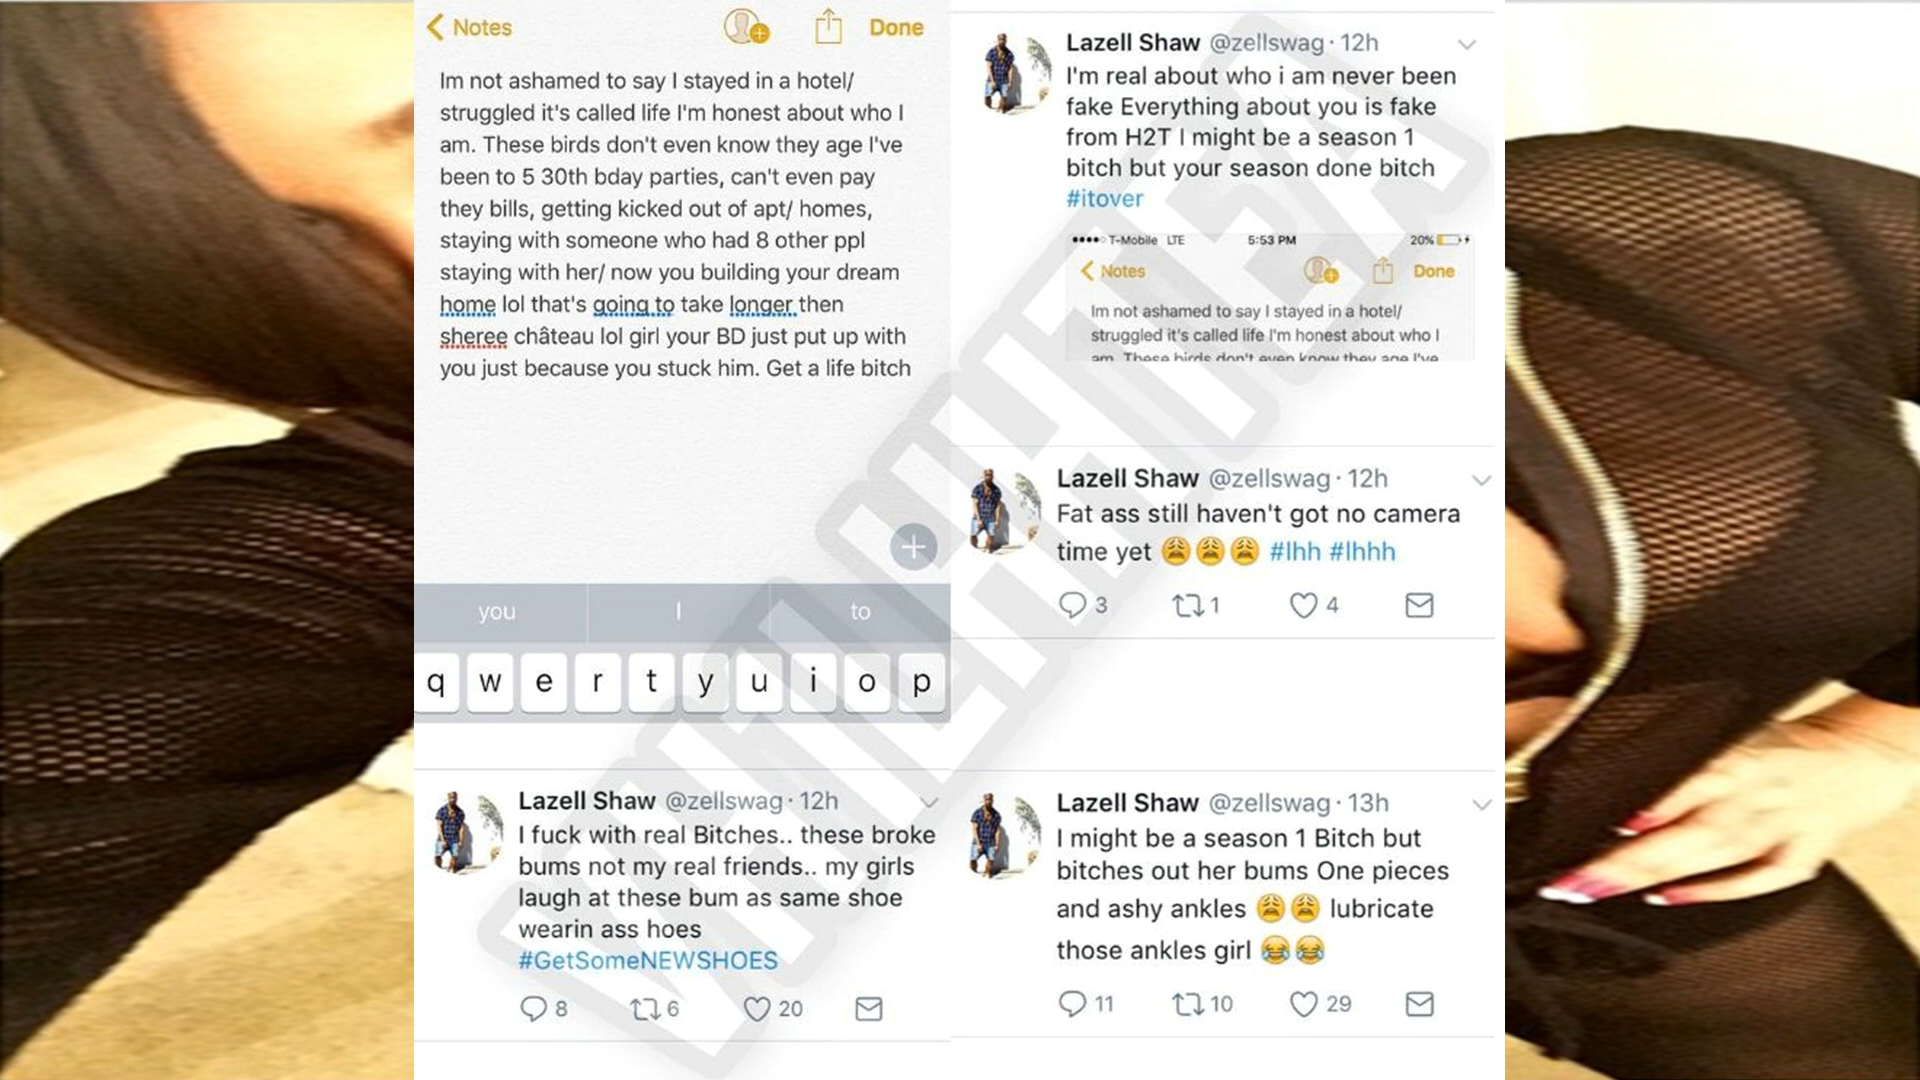 Notes
Done
Im not ashamed to say I stayed in a hotel/
struggled it's called life I'm honest about who I
am. These birds don't even know they age I've
been to 5 30th bday parties, can't even pay
they bills, getting kicked out of apt/ homes,
staying with someone who had 8 other ppl
staying with her/ now you building your dream
home lol that's going to take longer then
sheree château lol girl your BD just put up with
you just because you stuck him. Get a life bitch
you I to
q w e r t y u i o p
Lazell Shaw @zellswag · 12h
I fuck with real Bitches.. these broke
bums not my real friends.. my girls
laugh at these bum as same shoe
wearin ass hoes
#GetSomeNEWSHOES
8 6 20
Lazell Shaw @zellswag · 12h
I'm real about who i am never been
fake Everything about you is fake
from H2T I might be a season 1
bitch but your season done bitch
#itover
T-Mobile LTE 5:53 PM 20%
Notes Done
Im not ashamed to say I stayed in a hotel/
struggled it's called life I'm honest about who I
am. These birds don't even know they age I've
Lazell Shaw @zellswag · 12h
Fat ass still haven't got no camera
time yet 😩😩😩 #lhh #lhhh
3 1 4
Lazell Shaw @zellswag · 13h
I might be a season 1 Bitch but
bitches out her bums One pieces
and ashy ankles 😩😩 lubricate
those ankles girl 😂😂
11 10 29